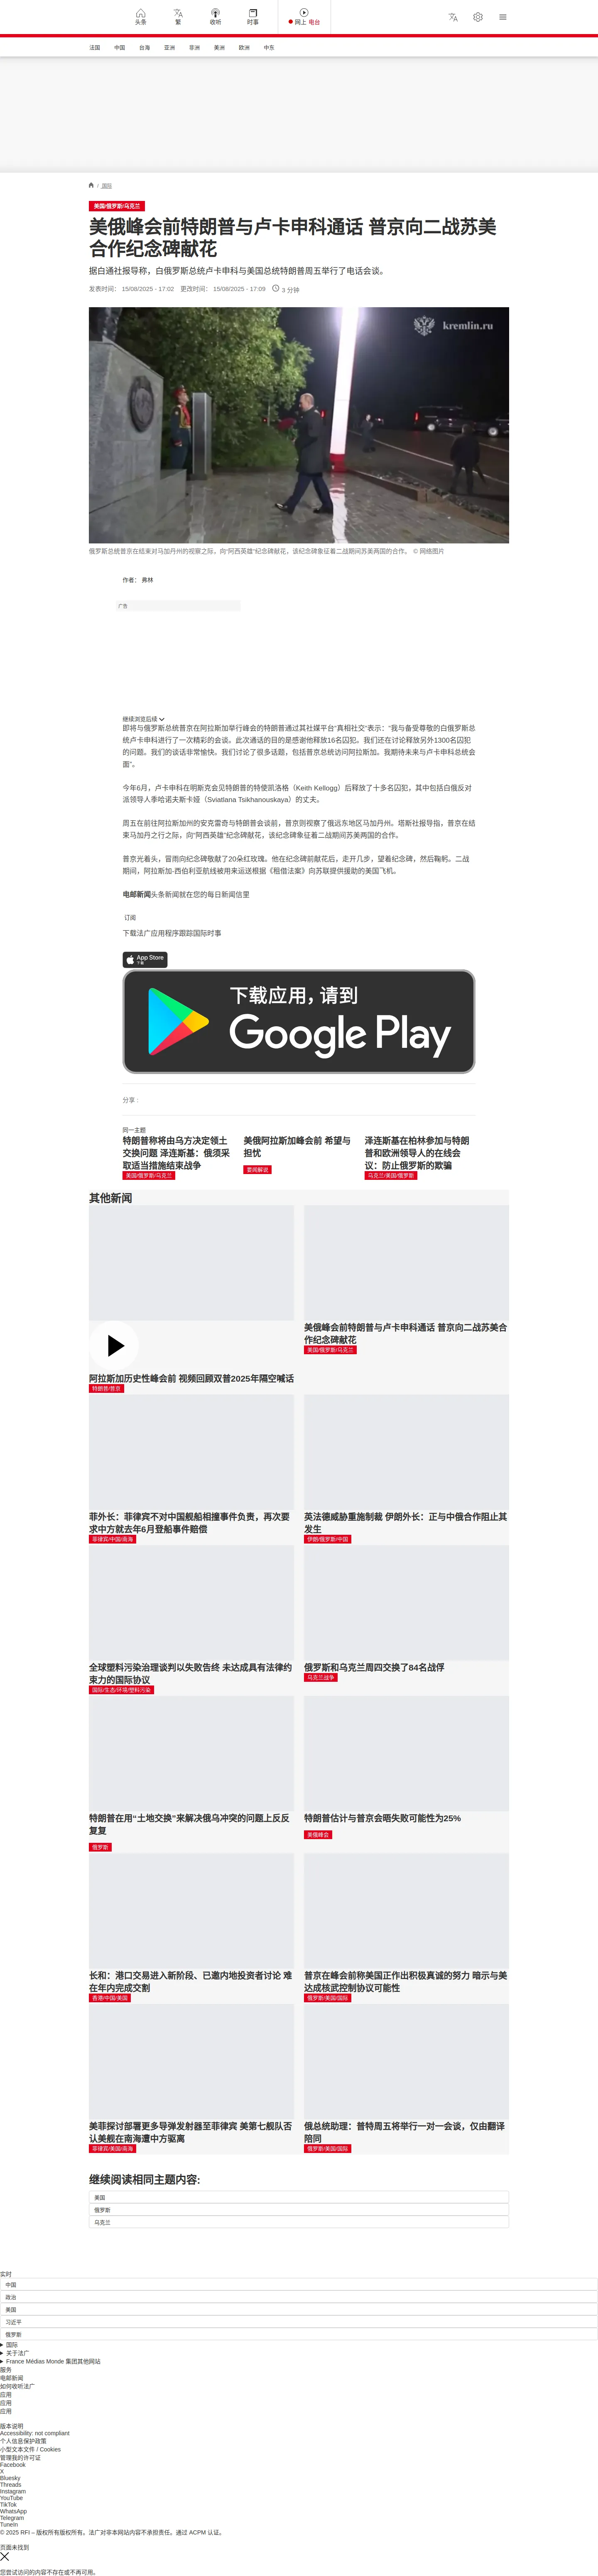 头条
繁
收听
时事
网上 电台
法国 中国 台海 亚洲 非洲 美洲 欧洲 中东
/ 国际
美国/俄罗斯/乌克兰
美俄峰会前特朗普与卢卡申科通话 普京向二战苏美
合作纪念碑献花
据白通社报导称，白俄罗斯总统卢卡申科与美国总统特朗普周五举行了电话会谈。
发表时间： 15/08/2025 - 17:02 更改时间： 15/08/2025 - 17:09 3 分钟
kremlin.ru
俄罗斯总统普京在结束对马加丹州的视察之际，向“阿西英雄”纪念碑献花，该纪念碑象征着二战期间苏美两国的合作。 © 网络图片
作者： 弗林
广告
继续浏览后续
即将与俄罗斯总统普京在阿拉斯加举行峰会的特朗普通过其社媒平台“真相社交”表示：“我与备受尊敬的白俄罗斯总
统卢卡申科进行了一次精彩的会谈。此次通话的目的是感谢他释放16名囚犯。我们还在讨论释放另外1300名囚犯
的问题。我们的谈话非常愉快。我们讨论了很多话题，包括普京总统访问阿拉斯加。我期待未来与卢卡申科总统会
面”。
今年6月，卢卡申科在明斯克会见特朗普的特使凯洛格（Keith Kellogg）后释放了十多名囚犯，其中包括白俄反对
派领导人季哈诺夫斯卡娅（Sviatlana Tsikhanouskaya）的丈夫。
周五在前往阿拉斯加州的安克雷奇与特朗普会谈前，普京则视察了俄远东地区马加丹州。塔斯社报导指，普京在结
束马加丹之行之际，向“阿西英雄”纪念碑献花，该纪念碑象征着二战期间苏美两国的合作。
普京光着头，冒雨向纪念碑敬献了20朵红玫瑰。他在纪念碑前献花后，走开几步，望着纪念碑，然后鞠躬。二战
期间，阿拉斯加-西伯利亚航线被用来运送根据《租借法案》向苏联提供援助的美国飞机。
电邮新闻头条新闻就在您的每日新闻信里
订阅
下载法广应用程序跟踪国际时事
App Store
下载
下载应用，请到
Google Play
分享 :
同一主题
特朗普称将由乌方决定领土
交换问题 泽连斯基：俄须采
取适当措施结束战争
美国/俄罗斯/乌克兰
美俄阿拉斯加峰会前 希望与
担忧
要闻解说
泽连斯基在柏林参加与特朗
普和欧洲领导人的在线会
议：防止俄罗斯的欺骗
乌克兰/美国/俄罗斯
其他新闻
阿拉斯加历史性峰会前 视频回顾双普2025年隔空喊话
特朗普/普京
美俄峰会前特朗普与卢卡申科通话 普京向二战苏美合
作纪念碑献花
美国/俄罗斯/乌克兰
菲外长：菲律宾不对中国舰船相撞事件负责，再次要
求中方就去年6月登船事件赔偿
菲律宾/中国/南海
英法德威胁重施制裁 伊朗外长：正与中俄合作阻止其
发生
伊朗/俄罗斯/中国
全球塑料污染治理谈判以失败告终 未达成具有法律约
束力的国际协议
国际/生态/环境/塑料污染
俄罗斯和乌克兰周四交换了84名战俘
乌克兰战争
特朗普在用“土地交换”来解决俄乌冲突的问题上反反
复复
俄罗斯
特朗普估计与普京会晤失败可能性为25%
美俄峰会
长和：港口交易进入新阶段、已邀内地投资者讨论 难
在年内完成交割
香港/中国/美国
普京在峰会前称美国正作出积极真诚的努力 暗示与美
达成核武控制协议可能性
俄罗斯/美国/国际
美菲探讨部署更多导弹发射器至菲律宾 美第七舰队否
认美舰在南海遭中方驱离
菲律宾/美国/南海
俄总统助理：普特周五将举行一对一会谈，仅由翻译
陪同
俄罗斯/美国/国际
继续阅读相同主题内容:
美国
俄罗斯
乌克兰
实时
中国
政治
美国
习近平
俄罗斯
国际
关于法广
France Médias Monde 集团其他网站
服务
电邮新闻
如何收听法广
应用
应用
应用
版本说明
Accessibility: not compliant
个人信息保护政策
小型文本文件 / Cookies
管理我的许可证
Facebook
X
Bluesky
Threads
Instagram
YouTube
TikTok
WhatsApp
Telegram
TuneIn
© 2025 RFI – 版权所有版权所有。法广对非本网站内容不承担责任。通过 ACPM 认证。
页面未找到
您尝试访问的内容不存在或不再可用。